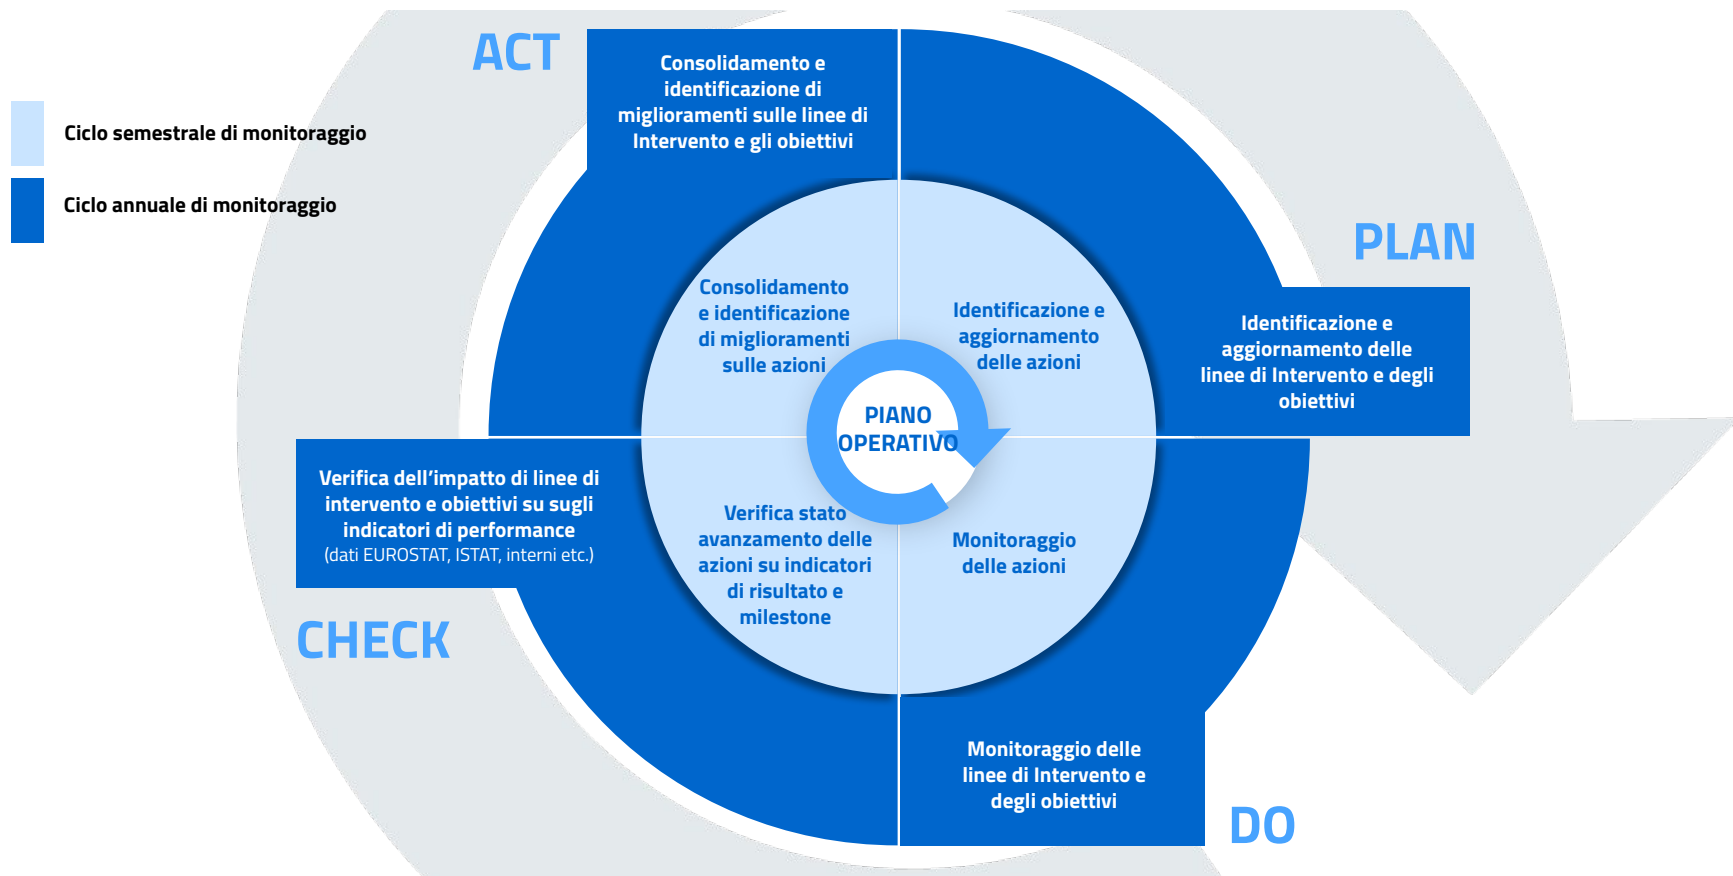 ACT
Consolidamento e
identificazione di
miglioramenti sulle linee di
Intervento e gli obiettivi
Ciclo semestrale di monitoraggio
Ciclo annuale di monitoraggio
PLAN
Identificazione e
aggiornamento delle
linee di Intervento e degli
obiettivi
Consolidamento
e identificazione
di miglioramenti
sulle azioni
Identificazione e
aggiornamento
delle azioni
PIANO
OPERATIVO
Verifica dell’impatto di linee di
intervento e obiettivi su sugli
indicatori di performance
(dati EUROSTAT, ISTAT, interni etc.)
CHECK
Verifica stato
avanzamento delle
azioni su indicatori
di risultato e
milestone
Monitoraggio
delle azioni
Monitoraggio delle
linee di Intervento e
degli obiettivi
DO